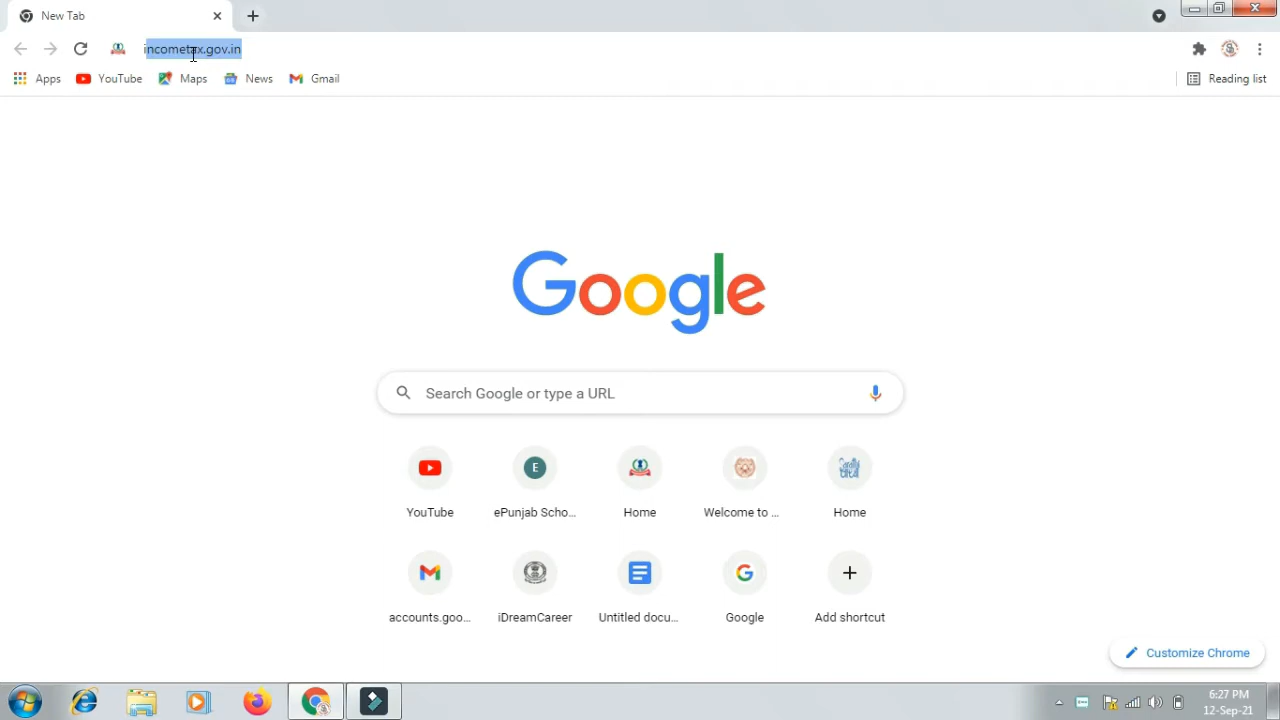 New Tab
incometax.gov.in
Apps YouTube Maps News Gmail Reading list
Google
Search Google or type a URL
E
YouTube ePunjab Scho... Home Welcome to ... Home
accounts.goo... iDreamCareer Untitled docu... Google Add shortcut
Customize Chrome
6:27 PM
12-Sep-21